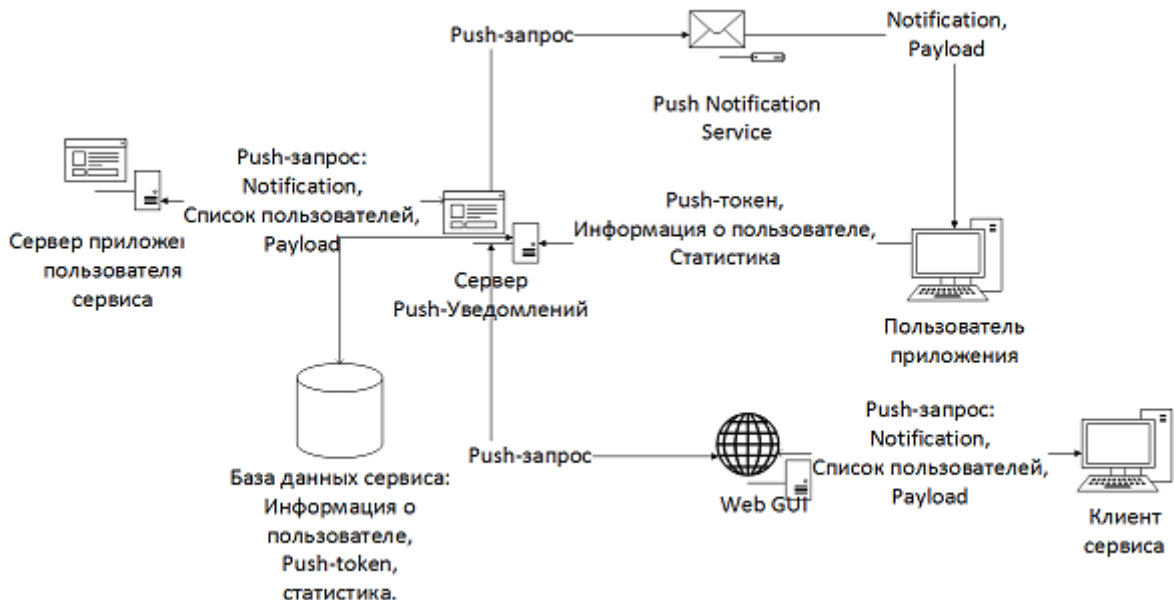 Push-запрос
Notification,
Payload
Push Notification
Service
Push-запрос:
Notification,
Список пользователей,
Payload
Сервер приложен
пользователя
сервиса
Push-токен,
Информация о пользователе,
Статистика
Сервер
Push-Уведомлений
Пользователь
приложения
База данных сервиса:
Информация о
пользователе,
Push-token,
статистика.
Push-запрос
Web GUI
Push-запрос:
Notification,
Список пользователей,
Payload
Клиент
сервиса